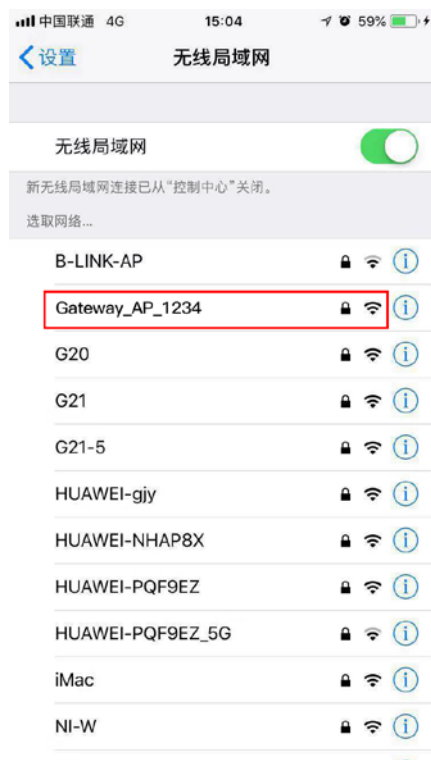 中国联通 4G 15:04 59%
设置 无线局域网
无线局域网
新无线局域网连接已从“控制中心”关闭。
选取网络...
B-LINK-AP
Gateway_AP_1234
G20
G21
G21-5
HUAWEI-gjy
HUAWEI-NHAP8X
HUAWEI-PQF9EZ
HUAWEI-PQF9EZ_5G
iMac
NI-W